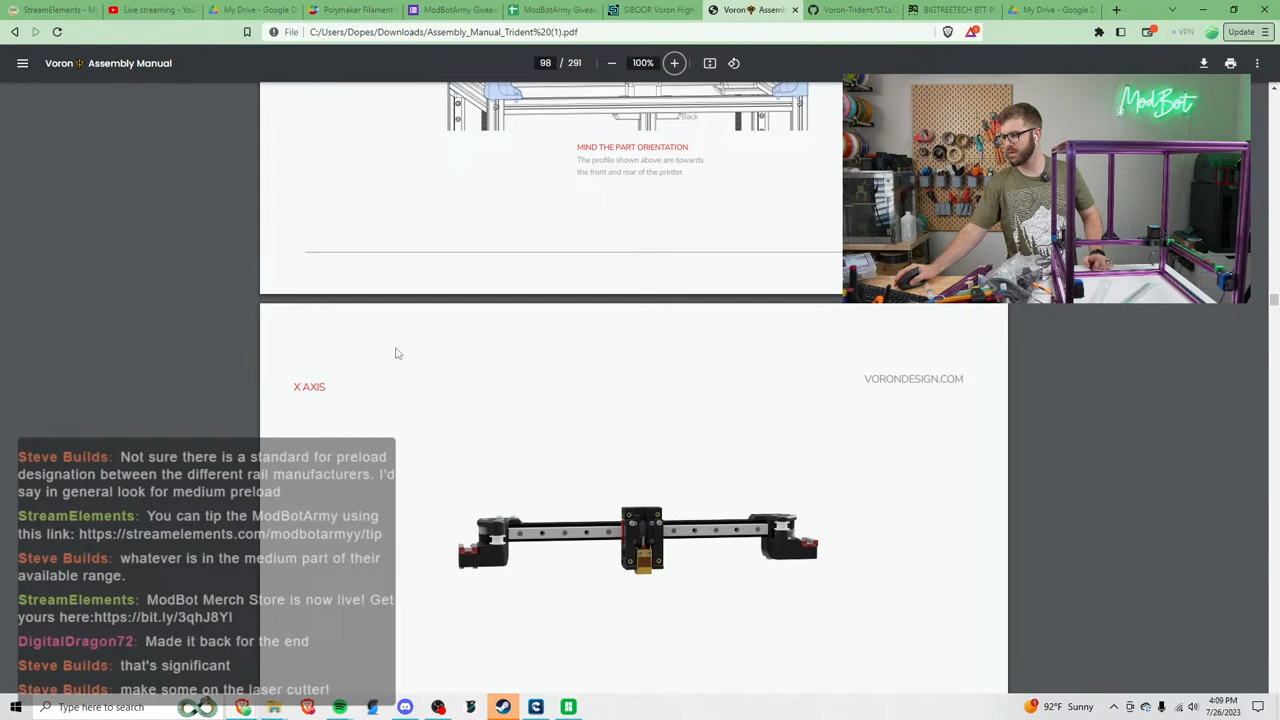 Live streaming - You
My Drive - Google D
Polymaker Filament
ModBotArmy Giveaw
ModBotArmy Giveaw
SIBOOR Voron High-
Voron Assemb
Voron-Trident/STLs/
BIGTREETECH BTT P
My Drive - Google D
File
C:/Users/Dopes/Downloads/Assembly_Manual_Trident%20(1).pdf
VPN
Update
Voron Assembly Manual
98 / 291
100%
Back
MIND THE PART ORIENTATION
The profile shown above are towards
the front and rear of the printer.
ModBot
X AXIS
VORONDESIGN.COM
Steve Builds: Not sure there is a standard for preload
designation between the different rail manufacturers. I'd
say in general look for medium preload
StreamElements: You can tip the ModBotArmy using
this link: https://streamelements.com/modbotarmyy/tip
Steve Builds: whatever is in the medium part of their
available range.
StreamElements: ModBot Merch Store is now live! Get
yours here:https://bit.ly/3qhJ8YI
DigitalDragon72: Made it back for the end
Steve Builds: that's significant
Steve Builds: make some on the laser cutter!
Type here to search
92°F Sunny
4:09 PM
7/26/2023